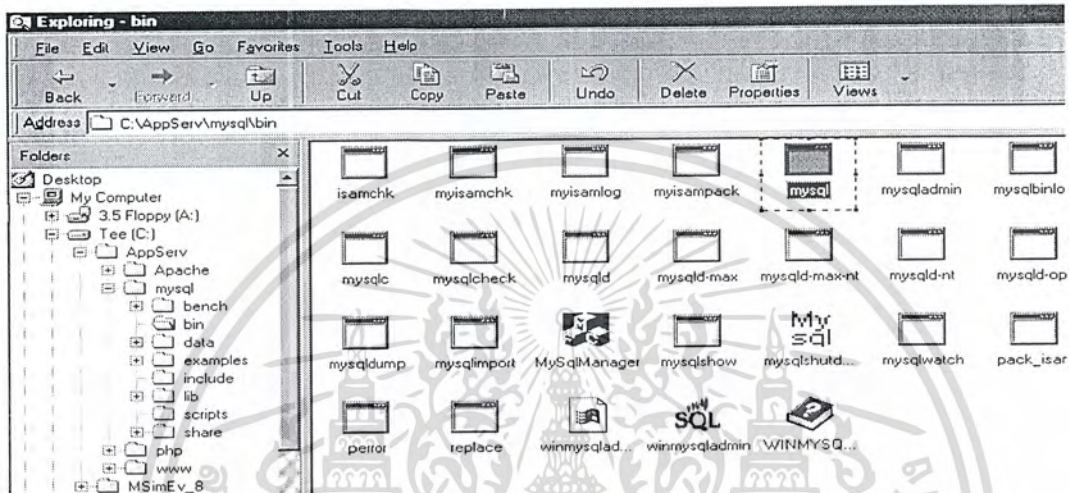 Exploring - bin
File Edit View Go Favorites Tools Help
Back Forward Up Cut Copy Paste Undo Delete Properties Views
Address C:\AppServ\mysql\bin
Folders
Desktop
My Computer
3.5 Floppy (A:)
Tee (C:)
AppServ
Apache
mysql
bench
bin
data
examples
include
lib
scripts
share
php
www
MSimEv_8
isamchk myisamchk myisamlog myisampack mysql mysqladmin mysqlbinlo
mysqlc mysqlcheck mysqld mysqld-max mysqld-max-nt mysqld-nt mysqld-op
My
sql
mysqldump mysqlimport MySqlManager mysqlshow mysqlshutd... mysqlwatch pack_isar
my
SQL
perror replace winmysqlad... winmysqladmin WINMYSQ...